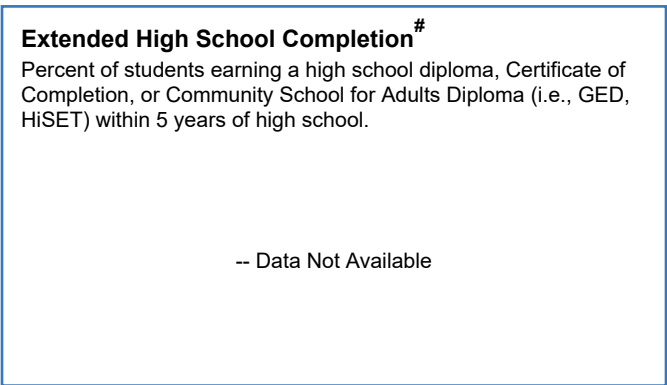 Extended High School Completion#
Percent of students earning a high school diploma, Certificate of
Completion, or Community School for Adults Diploma (i.e., GED,
HiSET) within 5 years of high school.
-- Data Not Available